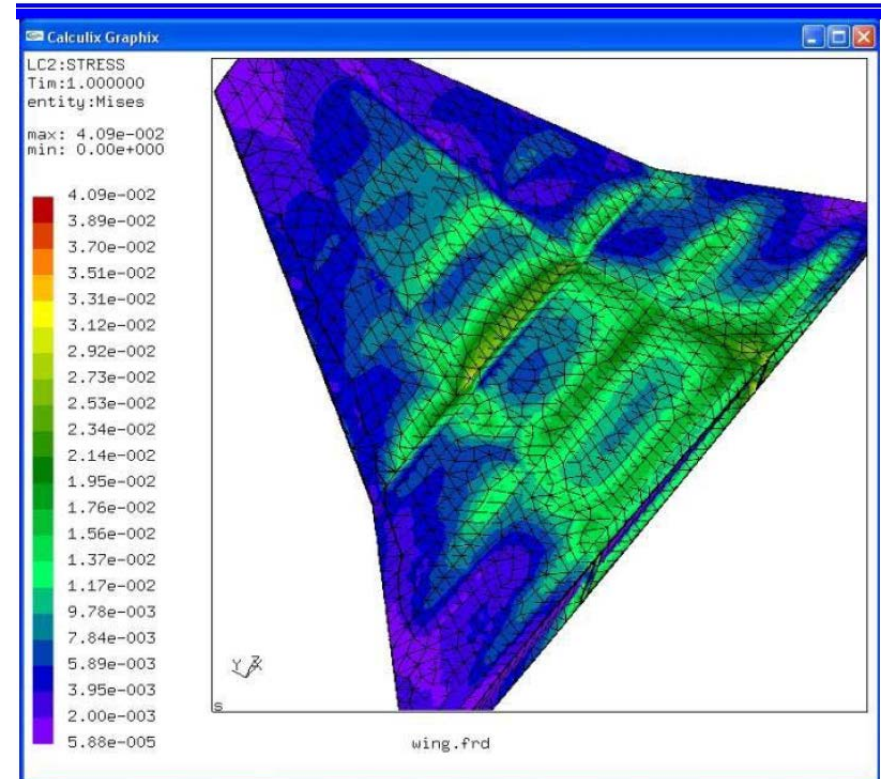 Calculix Graphix
LC2:STRESS
Tim:1.000000
entity:Mises
max: 4.09e-002
min: 0.00e+000
4.09e-002
3.89e-002
3.70e-002
3.51e-002
3.31e-002
3.12e-002
2.92e-002
2.73e-002
2.53e-002
2.34e-002
2.14e-002
1.95e-002
1.76e-002
1.56e-002
1.37e-002
1.17e-002
9.78e-003
7.84e-003
5.89e-003
3.95e-003
2.00e-003
5.88e-005
Y
s
wing.frd